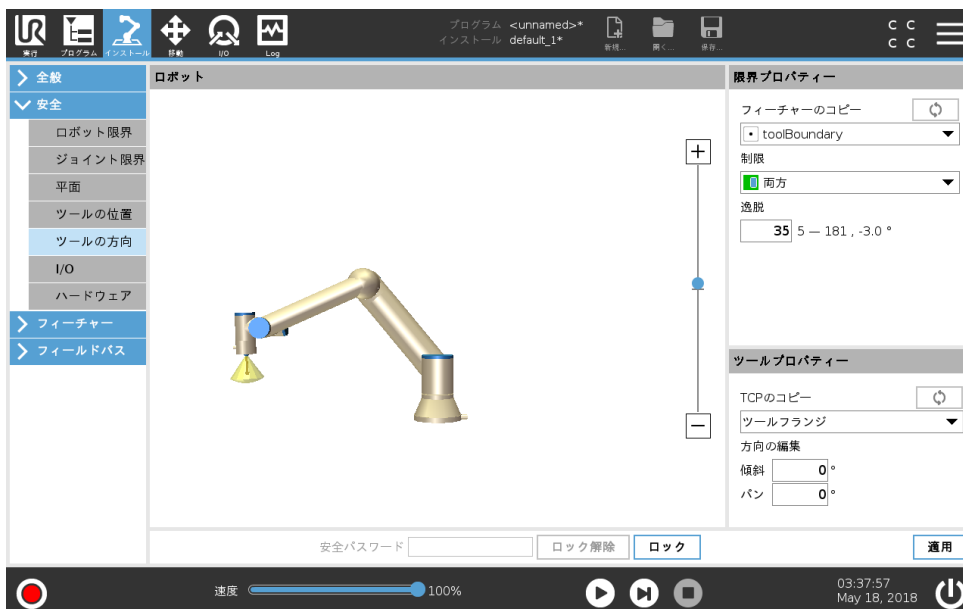 UR
実行
プログラム
インストール
移動
I/O
Log
プログラム <unnamed>*
インストール default_1*
新規...
開く...
保存...
C C
C C
全般
安全
ロボット限界
ジョイント限界
平面
ツールの位置
ツールの方向
I/O
ハードウェア
フィーチャー
フィールドバス
ロボット
限界プロパティー
フィーチャーのコピー
toolBoundary
制限
両方
逸脱
35 5 — 181 , -3.0 °
ツールプロパティー
TCPのコピー
ツールフランジ
方向の編集
傾斜 0 °
パン 0 °
安全パスワード
ロック解除
ロック
適用
速度
100%
03:37:57
May 18, 2018